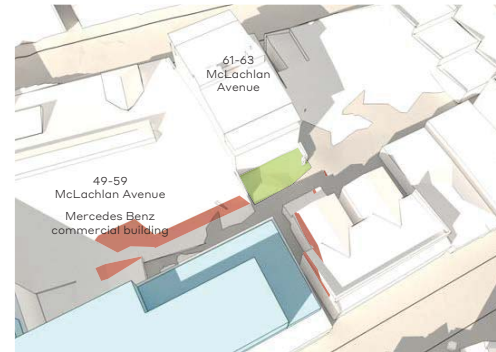 61-63
McLachlan
Avenue
49-59
McLachlan Avenue
Mercedes Benz
commercial building